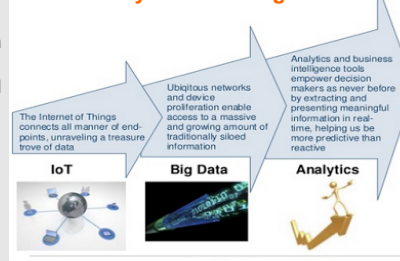 The Internet of Things
connects all manner of end-
points, unraveling a treasure
trove of data
Ubiqitous networks
and device
proliferation enable
access to a massive
and growing amount of
traditionally siloed
information
Analytics and business
intelligence tools
empower decision
makers as never before
by extracting and
presenting meaningful
information in real-
time, helping us be
more predictive than
reactive
IoT
Big Data
Analytics